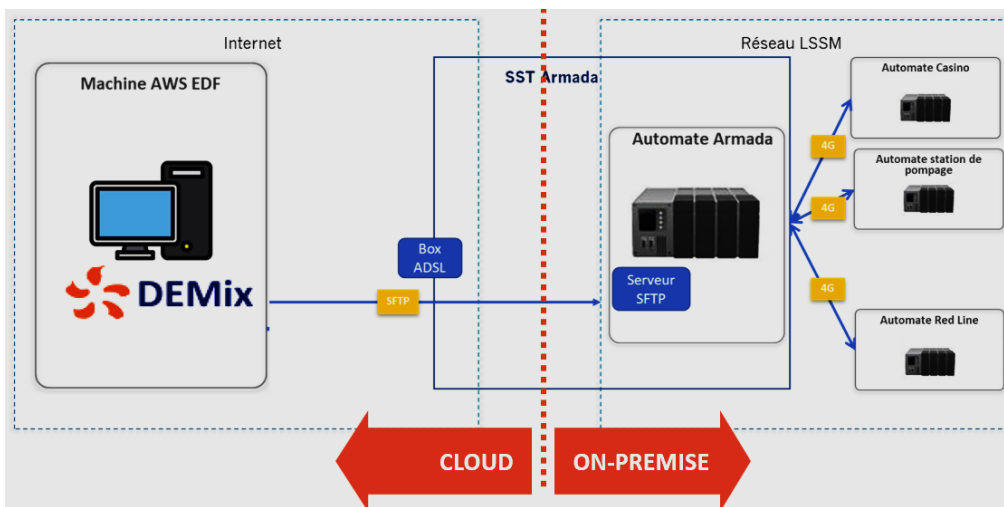 Internet
Réseau LSSM
Machine AWS EDF
SST Armada
Automate Casino
Automate Armada
4G
Automate station de
pompage
4G
Box
ADSL
DEMix
SFTP
Serveur
SFTP
4G
Automate Red Line
CLOUD
ON-PREMISE